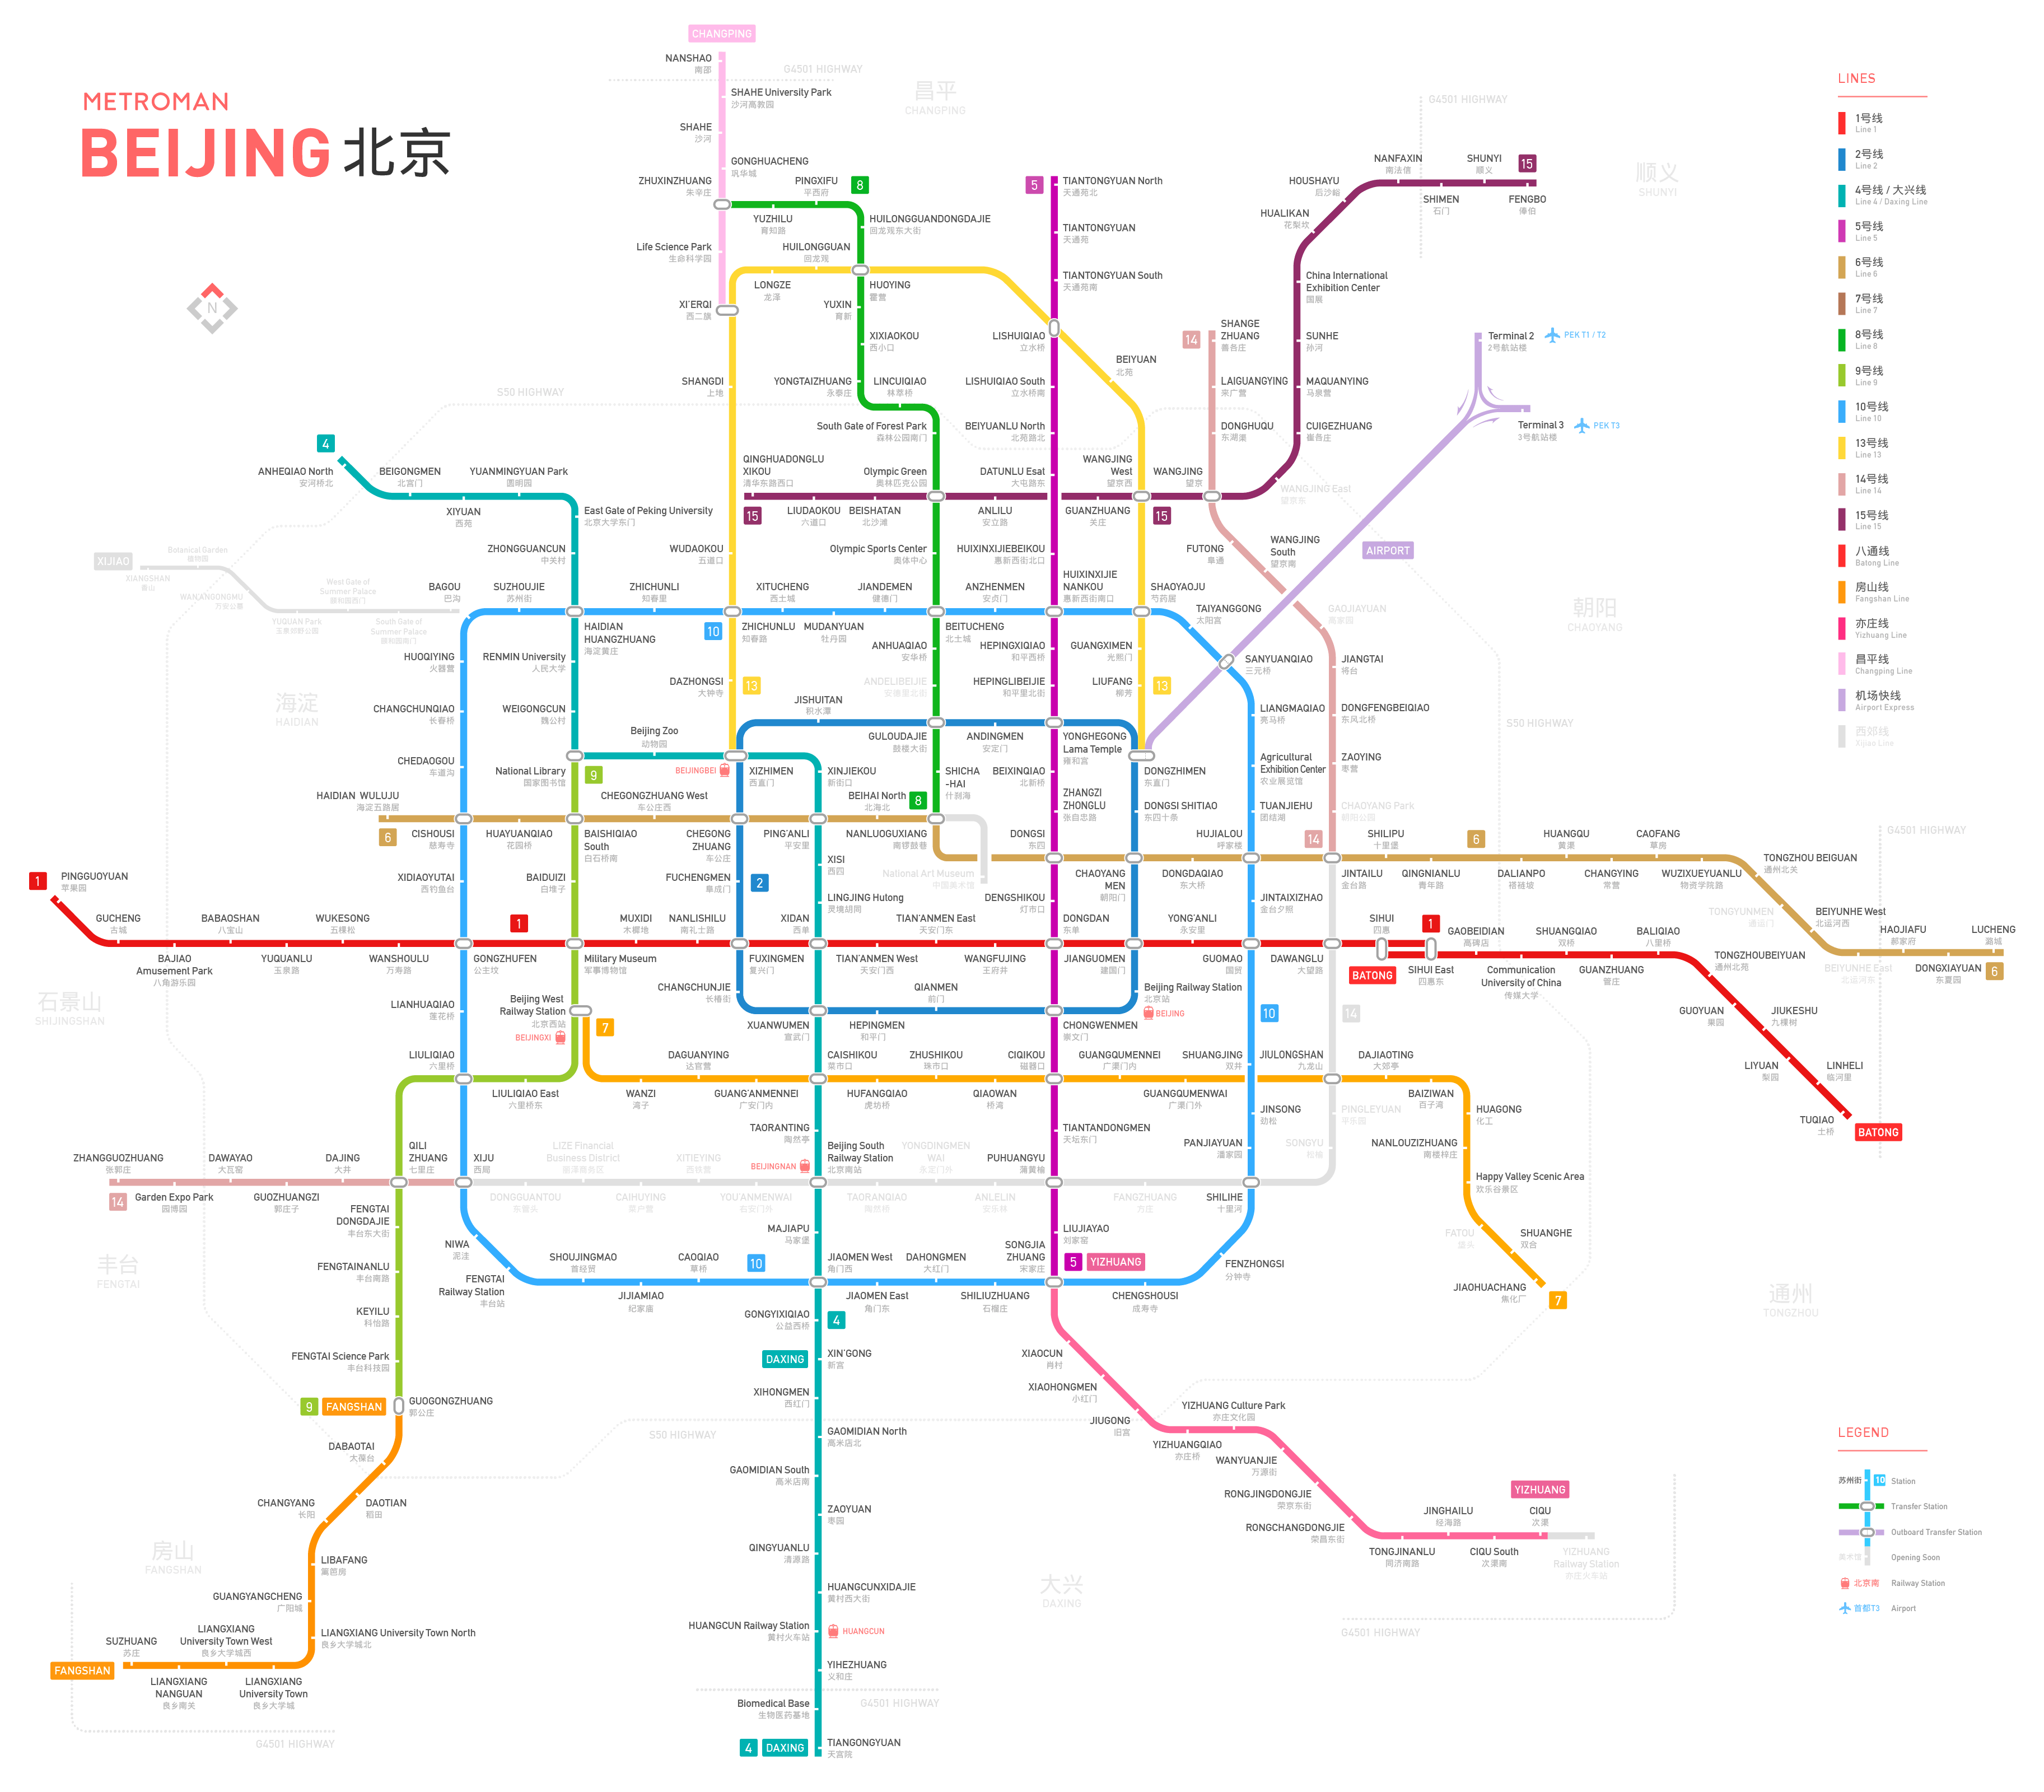 METROMAN
BEIJING 北京
N
CHANGPING
NANSHAO
南邵
G4501 HIGHWAY
昌平
CHANGPING
SHAHE University Park
沙河高教园
SHAHE
沙河
GONGHUACHENG
巩华城
ZHUXINZHUANG
朱辛庄
Life Science Park
生命科学园
XI'ERQI
西二旗
PINGXIFU
平西府
8
YUZHILU
育知路
HUILONGGUANDONGDAJIE
回龙观东大街
HUILONGGUAN
回龙观
LONGZE
龙泽
HUOYING
霍营
YUXIN
育新
XIXIAOKOU
西小口
YONGTAIZHUANG
永泰庄
LINCUIQIAO
林萃桥
SHANGDI
上地
5
TIANTONGYUAN North
天通苑北
TIANTONGYUAN
天通苑
TIANTONGYUAN South
天通苑南
LISHUIQIAO
立水桥
BEIYUAN
北苑
LISHUIQIAO South
立水桥南
BEIYUANLU North
北苑路北
G4501 HIGHWAY
NANFAXIN
南法信
SHUNYI
顺义
15
HOUSHAYU
后沙峪
SHIMEN
石门
FENGBO
俸伯
HUALIKAN
花梨坎
China International
Exhibition Center
国展
SUNHE
孙河
MAQUANYING
马泉营
CUIGEZHUANG
崔各庄
顺义
SHUNYI
14
SHANGE
ZHUANG
善各庄
LAIGUANGYING
来广营
DONGHUQU
东湖渠
Terminal 2
2号航站楼
PEK T1 / T2
Terminal 3
3号航站楼
PEK T3
LINES
1号线
Line 1
2号线
Line 2
4号线 / 大兴线
Line 4 / Daxing Line
5号线
Line 5
6号线
Line 6
7号线
Line 7
8号线
Line 8
9号线
Line 9
10号线
Line 10
13号线
Line 13
14号线
Line 14
15号线
Line 15
八通线
Batong Line
房山线
Fangshan Line
亦庄线
Yizhuang Line
昌平线
Changping Line
机场快线
Airport Express
西郊线
Xijiao Line
S50 HIGHWAY
4
ANHEQIAO North
安河桥北
BEIGONGMEN
北宫门
YUANMINGYUAN Park
圆明园
XIYUAN
西苑
East Gate of Peking University
北京大学东门
ZHONGGUANCUN
中关村
South Gate of Forest Park
森林公园南门
QINGHUADONGLU
XIKOU
清华东路西口
15
LIUDAOKOU
六道口
BEISHATAN
北沙滩
Olympic Green
奥林匹克公园
ANLILU
安立路
DATUNLU Esat
大屯路东
GUANZHUANG
关庄
WANGJING
West
望京西
15
WANGJING
望京
WANGJING East
望京东
WUDAOKOU
五道口
Olympic Sports Center
奥体中心
HUIXINXIJIEBEIKOU
惠新西街北口
FUTONG
阜通
WANGJING
South
望京南
AIRPORT
XIJIAO
Botanical Garden
植物园
XIANGSHAN
香山
WANANGONGMU
万安公墓
West Gate of
Summer Palace
颐和园西门
YUQUAN Park
玉泉郊野公园
South Gate of
Summer Palace
颐和园南门
BAGOU
巴沟
SUZHOUJIE
苏州街
ZHICHUNLI
知春里
XITUCHENG
西土城
JIANDEMEN
健德门
ANZHENMEN
安贞门
HUIXINXIJIE
NANKOU
惠新西街南口
SHAOYAOJU
芍药居
TAIYANGGONG
太阳宫
HAIDIAN
HUANGZHUANG
海淀黄庄
10
ZHICHUNLU
知春路
MUDANYUAN
牡丹园
BEITUCHENG
北土城
GAOJIAYUAN
高家园
朝阳
CHAOYANG
HUOQIYING
火器营
RENMIN University
人民大学
ANHUAQIAO
安华桥
HEPINGXIQIAO
和平西桥
GUANGXIMEN
光熙门
SANYUANQIAO
三元桥
JIANGTAI
将台
海淀
HAIDIAN
DAZHONGSI
大钟寺
13
ANDELIBEIJIE
安德里北街
HEPINGLIBEIJIE
和平里北街
LIUFANG
柳芳
13
CHANGCHUNQIAO
长春桥
WEIGONGCUN
魏公村
JISHUITAN
积水潭
LIANGMAQIAO
亮马桥
DONGFENGBEIQIAO
东风北桥
S50 HIGHWAY
Beijing Zoo
动物园
GULOUDAJIE
鼓楼大街
ANDINGMEN
安定门
YONGHEGONG
Lama Temple
雍和宫
CHEDAOGOU
车道沟
National Library
国家图书馆
9
BEIJINGBEI
XIZHIMEN
西直门
XINJIEKOU
新街口
SHICHA
-HAI
什刹海
BEIXINQIAO
北新桥
DONGZHIMEN
东直门
Agricultural
Exhibition Center
农业展览馆
ZAOYING
枣营
HAIDIAN WULUJU
海淀五路居
CHEGONGZHUANG West
车公庄西
BEIHAI North
北海北
8
ZHANGZI
ZHONGLU
张自忠路
DONGSI SHITIAO
东四十条
TUANJIEHU
团结湖
CHAOYANG Park
朝阳公园
6
CISHOUSI
慈寿寺
HUAYUANQIAO
花园桥
BAISHIQIAO
South
白石桥南
CHEGONG
ZHUANG
车公庄
PING'ANLI
平安里
NANLUOGUXIANG
南锣鼓巷
DONGSI
东四
HUJIALOU
呼家楼
14
SHILIPU
十里堡
6
HUANGQU
黄渠
CAOFANG
草房
G4501 HIGHWAY
TONGZHOU BEIGUAN
通州北关
National Art Museum
中国美术馆
CHAOYANG
MEN
朝阳门
DONGDAQIAO
东大桥
JINTAILU
金台路
QINGNIANLU
青年路
DALIANPO
褡裢坡
CHANGYING
常营
WUZIXUEYUANLU
物资学院路
TONGYUNMEN
通运门
BEIYUNHE West
北运河西
BEIYUNHE East
北运河东
HAOJIAFU
郝家府
DONGXIAYUAN
东夏园
LUCHENG
潞城
6
1
PINGGUOYUAN
苹果园
XIDIAOYUTAI
西钓鱼台
BAIDUIZI
白堆子
FUCHENGMEN
阜成门
2
XISI
西四
LINGJING Hutong
灵境胡同
DENGSHIKOU
灯市口
JINTAIXIZHAO
金台夕照
GUCHENG
古城
BABAOSHAN
八宝山
WUKESONG
五棵松
1
MUXIDI
木樨地
NANLISHILU
南礼士路
XIDAN
西单
TIAN'ANMEN East
天安门东
DONGDAN
东单
YONG'ANLI
永安里
SIHUI
四惠
1
GAOBEIDIAN
高碑店
SHUANGQIAO
双桥
BALIQIAO
八里桥
BAJIAO
Amusement Park
八角游乐园
YUQUANLU
玉泉路
WANSHOULU
万寿路
GONGZHUFEN
公主坟
Military Museum
军事博物馆
FUXINGMEN
复兴门
TIAN'ANMEN West
天安门西
WANGFUJING
王府井
JIANGUOMEN
建国门
GUOMAO
国贸
DAWANGLU
大望路
BATONG
SIHUI East
四惠东
Communication
University of China
传媒大学
GUANZHUANG
管庄
TONGZHOUBEIYUAN
通州北苑
GUOYUAN
果园
JIUKESHU
九棵树
LIYUAN
梨园
LINHELI
临河里
TUQIAO
土桥
BATONG
石景山
SHIJINGSHAN
LIANHUAQIAO
莲花桥
Beijing West
Railway Station
北京西站
BEIJINGXI
7
CHANGCHUNJIE
长椿街
QIANMEN
前门
Beijing Railway Station
北京站
BEIJING
10
14
XUANWUMEN
宣武门
HEPINGMEN
和平门
CHONGWENMEN
崇文门
LIULIQIAO
六里桥
LIULIQIAO East
六里桥东
DAGUANYING
达官营
CAISHIKOU
菜市口
ZHUSHIKOU
珠市口
CIQIKOU
磁器口
GUANGQUMENNEI
广渠门内
SHUANGJING
双井
JIULONGSHAN
九龙山
DAJIAOTING
大郊亭
WANZI
湾子
GUANG'ANMENNEI
广安门内
HUFANGQIAO
虎坊桥
QIAOWAN
桥湾
GUANGQUMENWAI
广渠门外
BAIZIWAN
百子湾
JINSONG
劲松
PINGLEYUAN
平乐园
HUAGONG
化工
TAORANTING
陶然亭
TIANTANDONGMEN
天坛东门
PANJIAYUAN
潘家园
SONGYU
松榆
NANLOUZIZHUANG
南楼梓庄
Happy Valley Scenic Area
欢乐谷景区
FATOU
垡头
SHUANGHE
双合
JIAOHUACHANG
焦化厂
7
ZHANGGUOZHUANG
张郭庄
DAWAYAO
大瓦窑
DAJING
大井
QILI
ZHUANG
七里庄
XIJU
西局
LIZE Financial
Business District
丽泽商务区
XITIEYING
西铁营
BEIJINGNAN
Beijing South
Railway Station
北京南站
YONGDINGMEN
WAI
永定门外
PUHUANGYU
蒲黄榆
14
Garden Expo Park
园博园
GUOZHUANGZI
郭庄子
DONGGUANTOU
东管头
CAIHUYING
菜户营
YOU'ANMENWAI
右安门外
TAORANQIAO
陶然桥
ANLELIN
安乐林
FANGZHUANG
方庄
SHILIHE
十里河
FENGTAI
DONGDAJIE
丰台东大街
丰台
FENGTAI
FENGTAINANLU
丰台南路
KEYILU
科怡路
FENGTAI Science Park
丰台科技园
9
FANGSHAN
GUOGONGZHUANG
郭公庄
NIWA
泥洼
FENGTAI
Railway Station
丰台站
SHOUJINGMAO
首经贸
CAOQIAO
草桥
10
MAJIAPU
马家堡
JIAOMEN West
角门西
DAHONGMEN
大红门
SONGJIA
ZHUANG
宋家庄
LIUJIAYAO
刘家窑
5
YIZHUANG
FENZHONGSI
分钟寺
JIJIAMIAO
纪家庙
JIAOMEN East
角门东
SHILIUZHUANG
石榴庄
CHENGSHOUSI
成寿寺
通州
TONGZHOU
GONGYIXIQIAO
公益西桥
4
DAXING
XIN'GONG
新宫
XIHONGMEN
西红门
GAOMIDIAN North
高米店北
S50 HIGHWAY
GAOMIDIAN South
高米店南
ZAOYUAN
枣园
QINGYUANLU
清源路
HUANGCUNXIDAJIE
黄村西大街
HUANGCUN Railway Station
黄村火车站
HUANGCUN
YIHEZHUANG
义和庄
G4501 HIGHWAY
Biomedical Base
生物医药基地
4
DAXING
TIANGONGYUAN
天宫院
大兴
DAXING
XIAOCUN
肖村
XIAOHONGMEN
小红门
JIUGONG
旧宫
YIZHUANGQIAO
亦庄桥
YIZHUANG Culture Park
亦庄文化园
WANYUANJIE
万源街
RONGJINGDONGJIE
荣京东街
RONGCHANGDONGJIE
荣昌东街
TONGJINANLU
同济南路
JINGHAILU
经海路
CIQU South
次渠南
YIZHUANG
CIQU
次渠
YIZHUANG
Railway Station
亦庄火车站
G4501 HIGHWAY
DABAOTAI
大葆台
DAOTIAN
稻田
CHANGYANG
长阳
房山
FANGSHAN
LIBAFANG
篱笆房
GUANGYANGCHENG
广阳城
LIANGXIANG University Town North
良乡大学城北
LIANGXIANG
University Town West
良乡大学城西
SUZHUANG
苏庄
FANGSHAN
LIANGXIANG
NANGUAN
良乡南关
LIANGXIANG
University Town
良乡大学城
G4501 HIGHWAY
LEGEND
苏州街
10
Station
Transfer Station
Outboard Transfer Station
美术馆
Opening Soon
北京南
Railway Station
首都T3
Airport